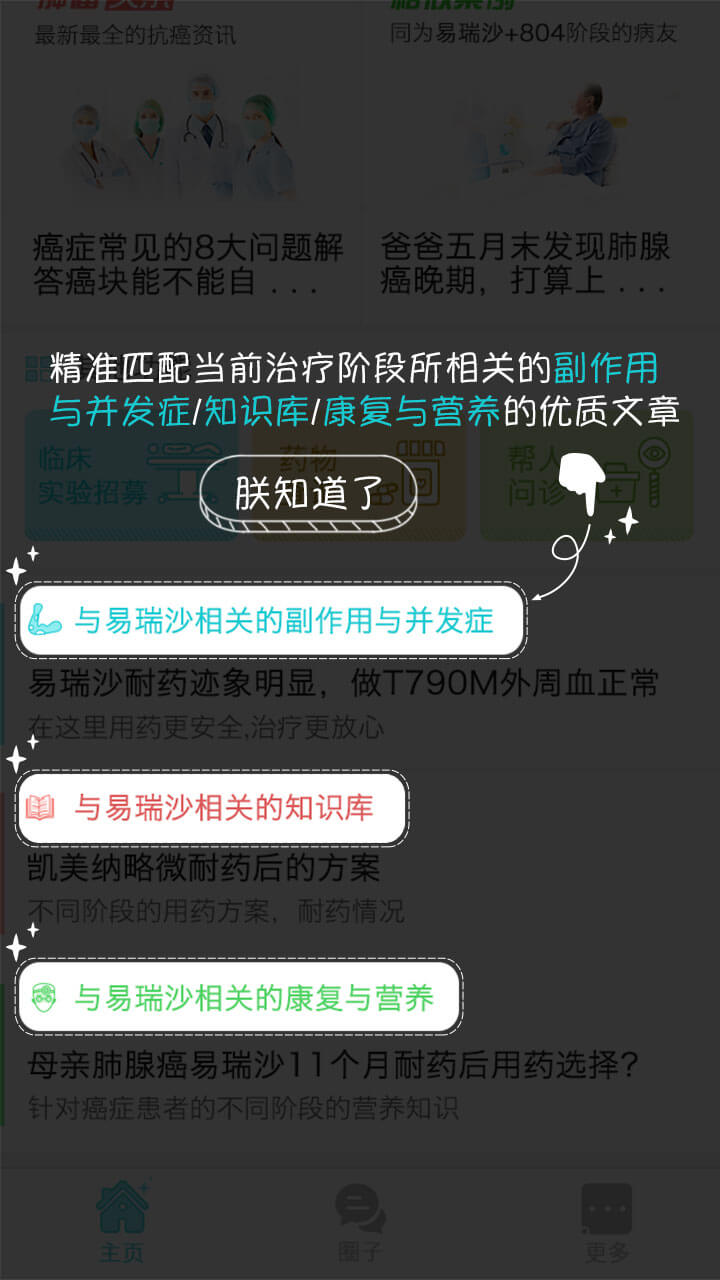 最新最全的抗癌资讯
同为易瑞沙+804阶段的病友
癌症常见的8大问题解
答癌块能不能自...
爸爸五月末发现肺腺
癌晚期，打算上...
精准匹配当前治疗阶段所相关的副作用
与并发症/知识库/康复与营养的优质文章
临床
实验招募
药物
帮人
问诊
朕知道了
与易瑞沙相关的副作用与并发症
易瑞沙耐药迹象明显，做T790M外周血正常
在这里用药更安全,治疗更放心
与易瑞沙相关的知识库
凯美纳略微耐药后的方案
不同阶段的用药方案，耐药情况
与易瑞沙相关的康复与营养
母亲肺腺癌易瑞沙11个月耐药后用药选择?
针对癌症患者的不同阶段的营养知识
主页
圈子
更多